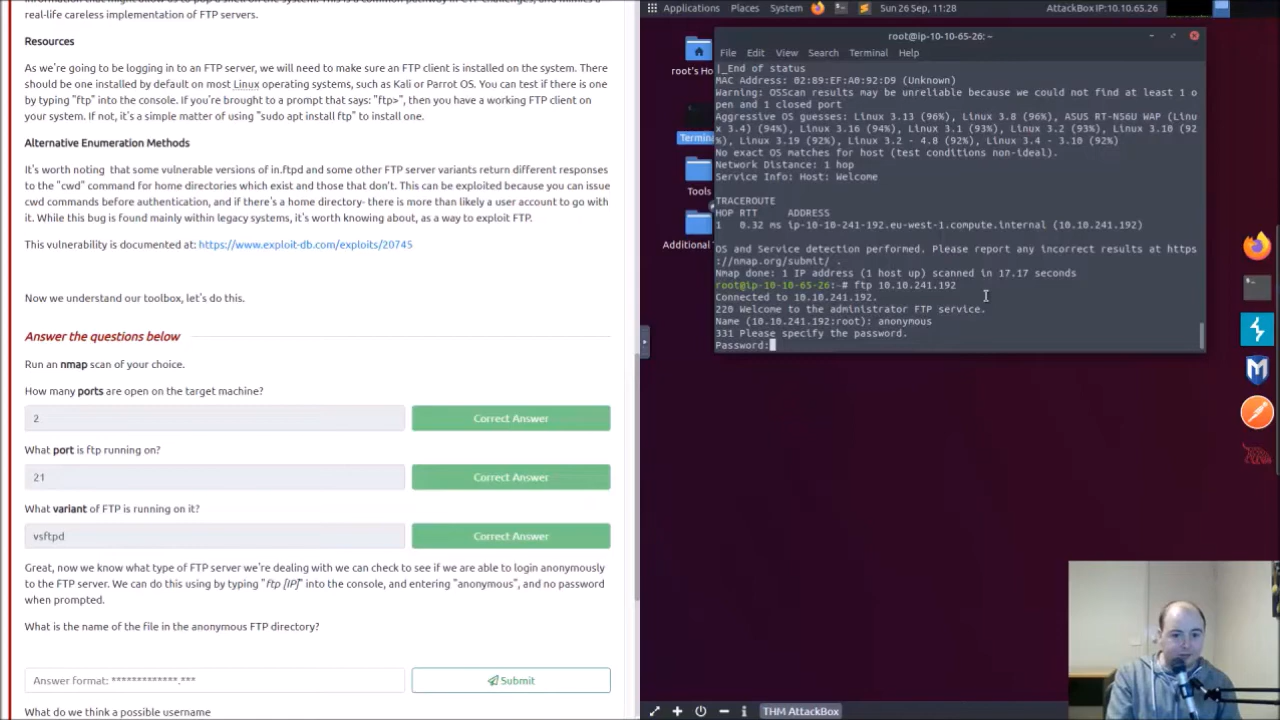 real-life careless implementation of FTP servers.
Resources
As we're going to be logging in to an FTP server, we will need to make sure an FTP client is installed on the system. There
should be one installed by default on most Linux operating systems, such as Kali or Parrot OS. You can test if there is one
by typing "ftp" into the console. If you're brought to a prompt that says: "ftp>", then you have a working FTP client on
your system. If not, it's a simple matter of using "sudo apt install ftp" to install one.
Alternative Enumeration Methods
It's worth noting that some vulnerable versions of in.ftpd and some other FTP server variants return different responses
to the "cwd" command for home directories which exist and those that don't. This can be exploited because you can issue
cwd commands before authentication, and if there's a home directory- there is more than likely a user account to go with
it. While this bug is found mainly within legacy systems, it's worth knowing about, as a way to exploit FTP.
This vulnerability is documented at: https://www.exploit-db.com/exploits/20745
Now we understand our toolbox, let's do this.
Answer the questions below
Run an nmap scan of your choice.
How many ports are open on the target machine?
2
Correct Answer
What port is ftp running on?
21
Correct Answer
What variant of FTP is running on it?
vsftpd
Correct Answer
Great, now we know what type of FTP server we're dealing with we can check to see if we are able to login anonymously
to the FTP server. We can do this using by typing "ftp [IP]" into the console, and entering "anonymous", and no password
when prompted.
What is the name of the file in the anonymous FTP directory?
Answer format: *************.***
Submit
What do we think a possible username
Applications Places System Sun 26 Sep, 11:28 AttackBox IP:10.10.65.26
root's Ho
Termina
Tools
Additional
root@ip-10-10-65-26: ~
File Edit View Search Terminal Help
|_End of status
MAC Address: 02:89:EF:A0:92:D9 (Unknown)
Warning: OSScan results may be unreliable because we could not find at least 1 o
pen and 1 closed port
Aggressive OS guesses: Linux 3.13 (96%), Linux 3.8 (96%), ASUS RT-N56U WAP (Linu
x 3.4) (94%), Linux 3.16 (94%), Linux 3.1 (93%), Linux 3.2 (93%), Linux 3.10 (92
%), Linux 3.19 (92%), Linux 3.2 - 4.8 (92%), Linux 3.4 - 3.10 (92%)
No exact OS matches for host (test conditions non-ideal).
Network Distance: 1 hop
Service Info: Host: Welcome
TRACEROUTE
HOP RTT ADDRESS
1 0.32 ms ip-10-10-241-192.eu-west-1.compute.internal (10.10.241.192)
OS and Service detection performed. Please report any incorrect results at https
://nmap.org/submit/ .
Nmap done: 1 IP address (1 host up) scanned in 17.17 seconds
root@ip-10-10-65-26:~# ftp 10.10.241.192
Connected to 10.10.241.192.
220 Welcome to the administrator FTP service.
Name (10.10.241.192:root): anonymous
331 Please specify the password.
Password:
THM AttackBox